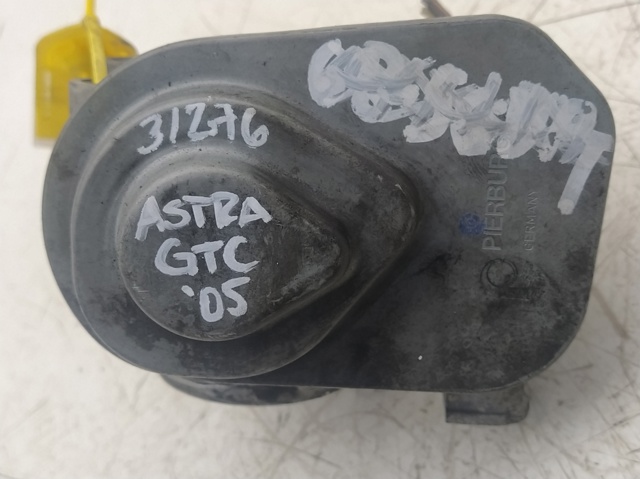 31276
ASTRA
GTC
'05
PIERBURG
GERMANY